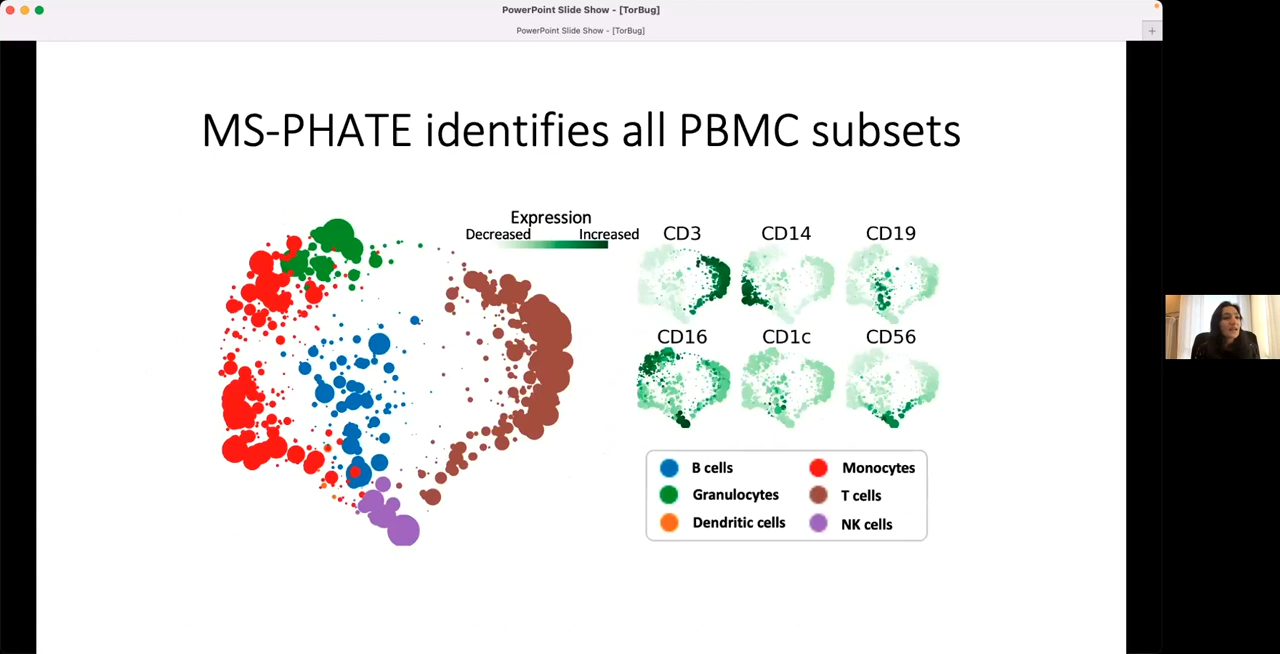 PowerPoint Slide Show - [TorBug]
PowerPoint Slide Show - [TorBug]
MS-PHATE identifies all PBMC subsets
Expression
Decreased Increased
CD3 CD14 CD19
CD16 CD1c CD56
B cells Monocytes
Granulocytes T cells
Dendritic cells NK cells